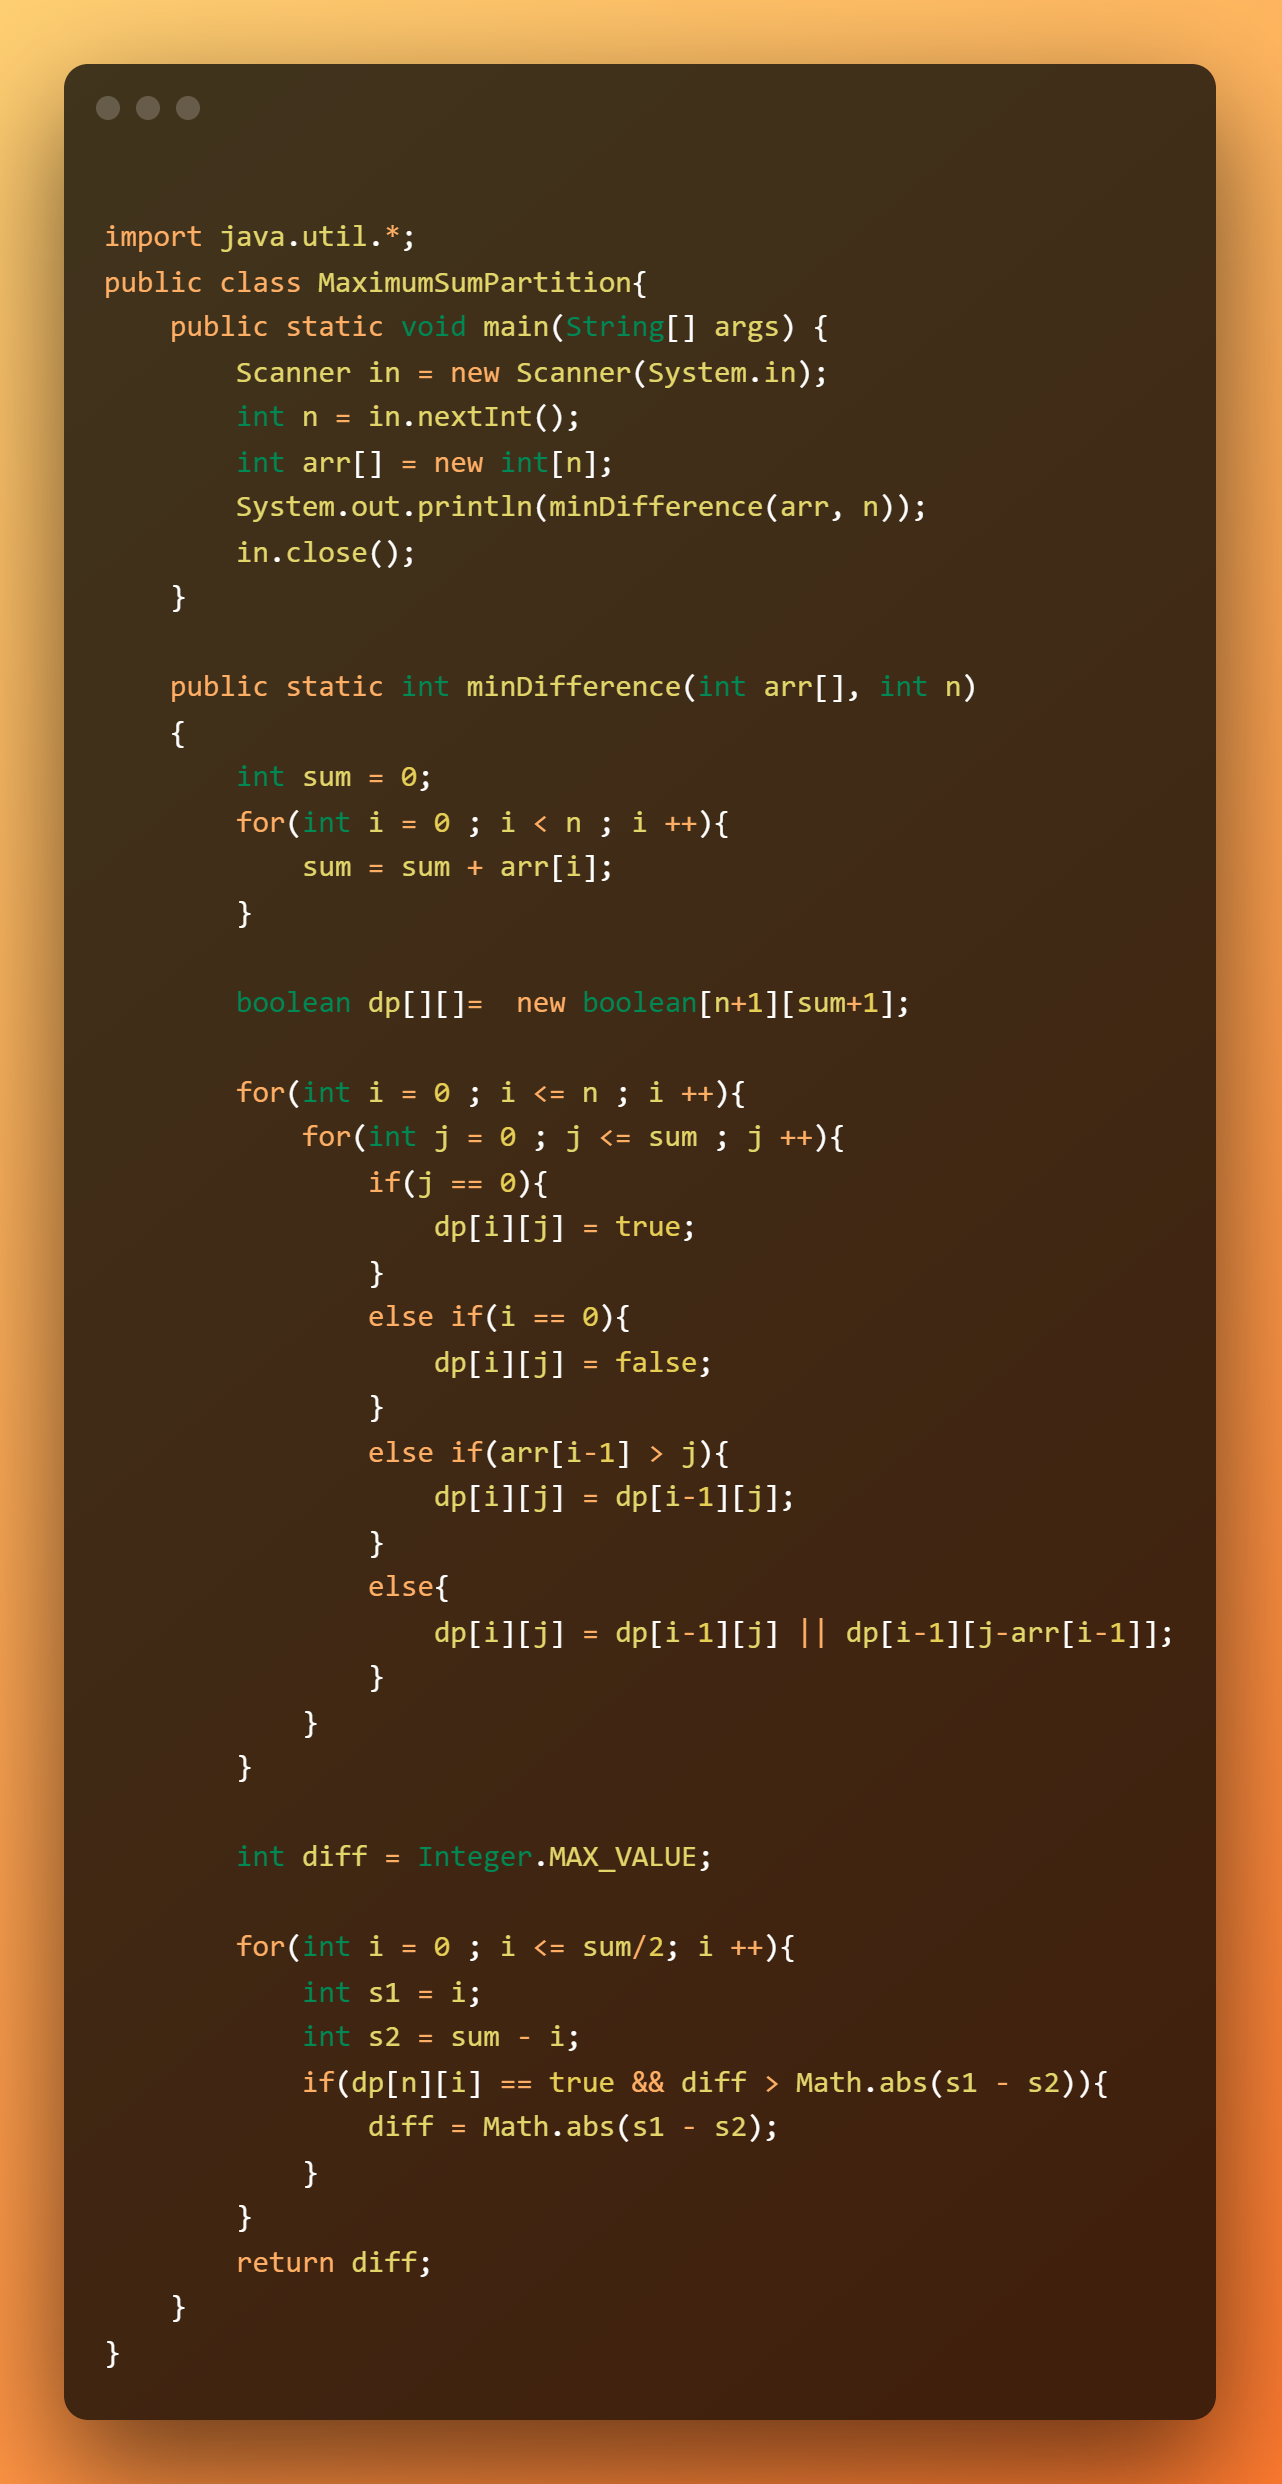 import java.util.*;
public class MaximumSumPartition{
    public static void main(String[] args) {
        Scanner in = new Scanner(System.in);
        int n = in.nextInt();
        int arr[] = new int[n];
        System.out.println(minDifference(arr, n));
        in.close();
    }
    public static int minDifference(int arr[], int n)
    {
        int sum = 0;
        for(int i = 0 ; i < n ; i ++){
            sum = sum + arr[i];
        }
        boolean dp[][]=  new boolean[n+1][sum+1];
        for(int i = 0 ; i <= n ; i ++){
            for(int j = 0 ; j <= sum ; j ++){
                if(j == 0){
                    dp[i][j] = true;
                }
                else if(i == 0){
                    dp[i][j] = false;
                }
                else if(arr[i-1] > j){
                    dp[i][j] = dp[i-1][j];
                }
                else{
                    dp[i][j] = dp[i-1][j] || dp[i-1][j-arr[i-1]];
                }
            }
        }
        int diff = Integer.MAX_VALUE;
        for(int i = 0 ; i <= sum/2; i ++){
            int s1 = i;
            int s2 = sum - i;
            if(dp[n][i] == true && diff > Math.abs(s1 - s2)){
                diff = Math.abs(s1 - s2);
            }
        }
        return diff;
    }
}